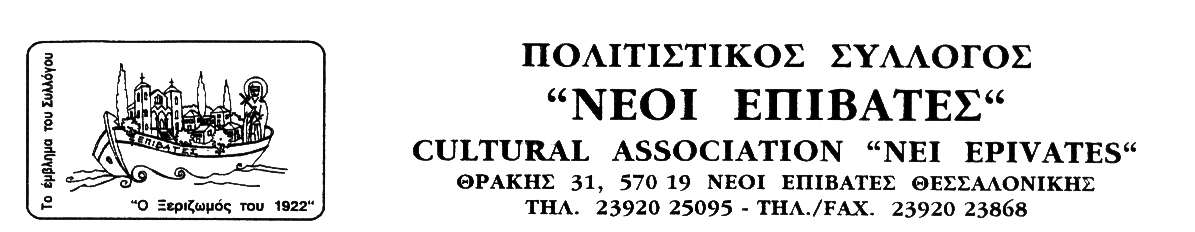 Το έμβλημα του Συλλόγου
ΕΠΙΒΑΤΕΣ
"Ο Ξεριζωμός του 1922"
ΠΟΛΙΤΙΣΤΙΚΟΣ ΣΥΛΛΟΓΟΣ
“ΝΕΟΙ ΕΠΙΒΑΤΕΣ“
CULTURAL ASSOCIATION “NEI EPIVATES“
ΘΡΑΚΗΣ 31, 570 19 ΝΕΟΙ ΕΠΙΒΑΤΕΣ ΘΕΣΣΑΛΟΝΙΚΗΣ
ΤΗΛ. 23920 25095 - ΤΗΛ./FAX. 23920 23868